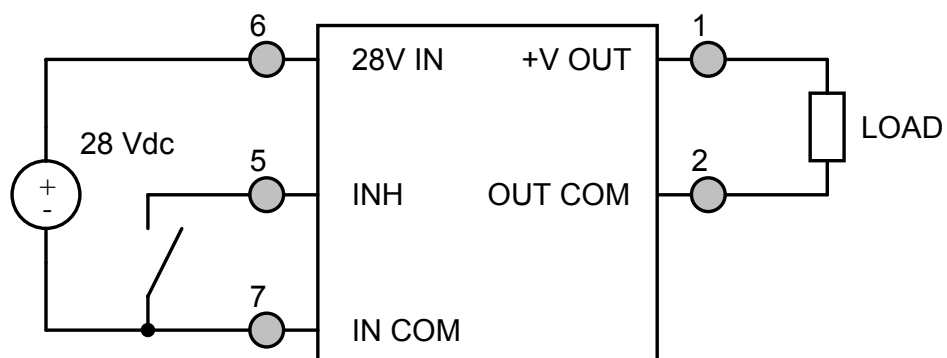 6
1
28V IN
+V OUT
LOAD
28 Vdc
+
-
5
2
INH
OUT COM
7
IN COM